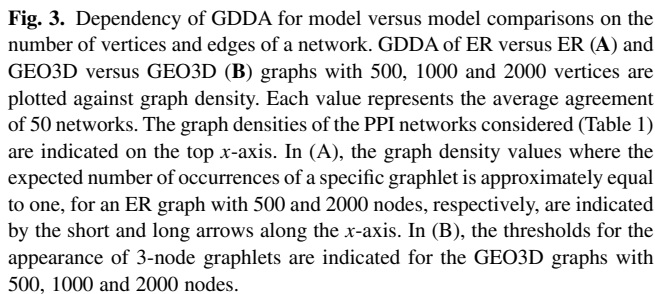 Fig. 3. Dependency of GDDA for model versus model comparisons on the
number of vertices and edges of a network. GDDA of ER versus ER (A) and
GEO3D versus GEO3D (B) graphs with 500, 1000 and 2000 vertices are
plotted against graph density. Each value represents the average agreement
of 50 networks. The graph densities of the PPI networks considered (Table 1)
are indicated on the top x-axis. In (A), the graph density values where the
expected number of occurrences of a specific graphlet is approximately equal
to one, for an ER graph with 500 and 2000 nodes, respectively, are indicated
by the short and long arrows along the x-axis. In (B), the thresholds for the
appearance of 3-node graphlets are indicated for the GEO3D graphs with
500, 1000 and 2000 nodes.